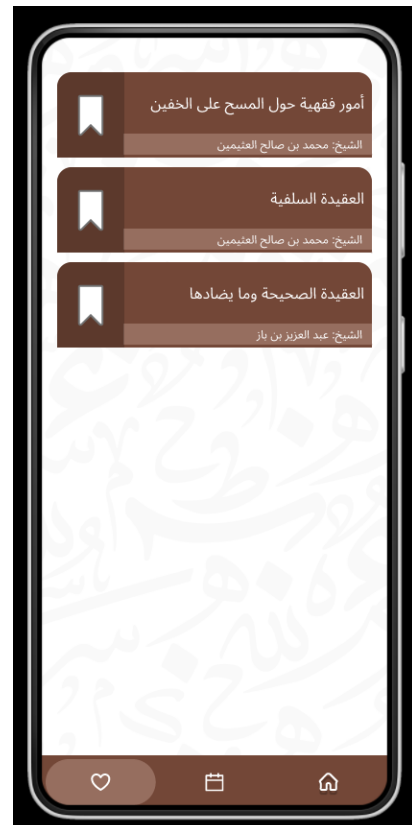 أمور فقهية حول المسح على الخفين
الشيخ: محمد بن صالح العثيمين
العقيدة السلفية
الشيخ: محمد بن صالح العثيمين
العقيدة الصحيحة وما يضادها
الشيخ: عبد العزيز بن باز